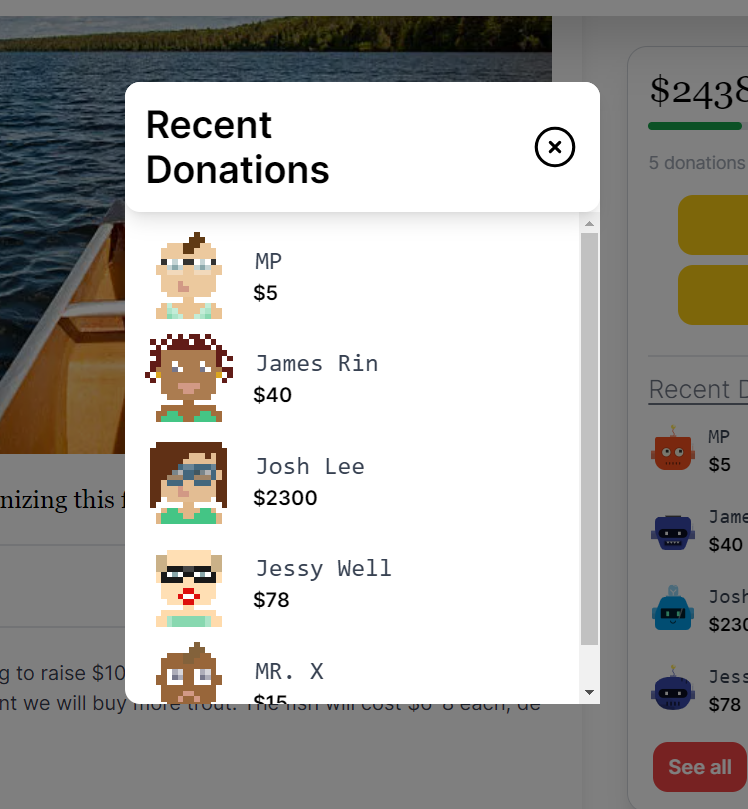 Recent
Donations
MP
$5
James Rin
$40
Josh Lee
$2300
Jessy Well
$78
MR. X
$15
$2438
5 donations
Recent D
MP
$5
Jame
$40
Josh
$230
Jess
$78
See all
nizing this f
g to raise $10
nt we will buy more trout. The fish will cost $6-8 each, de